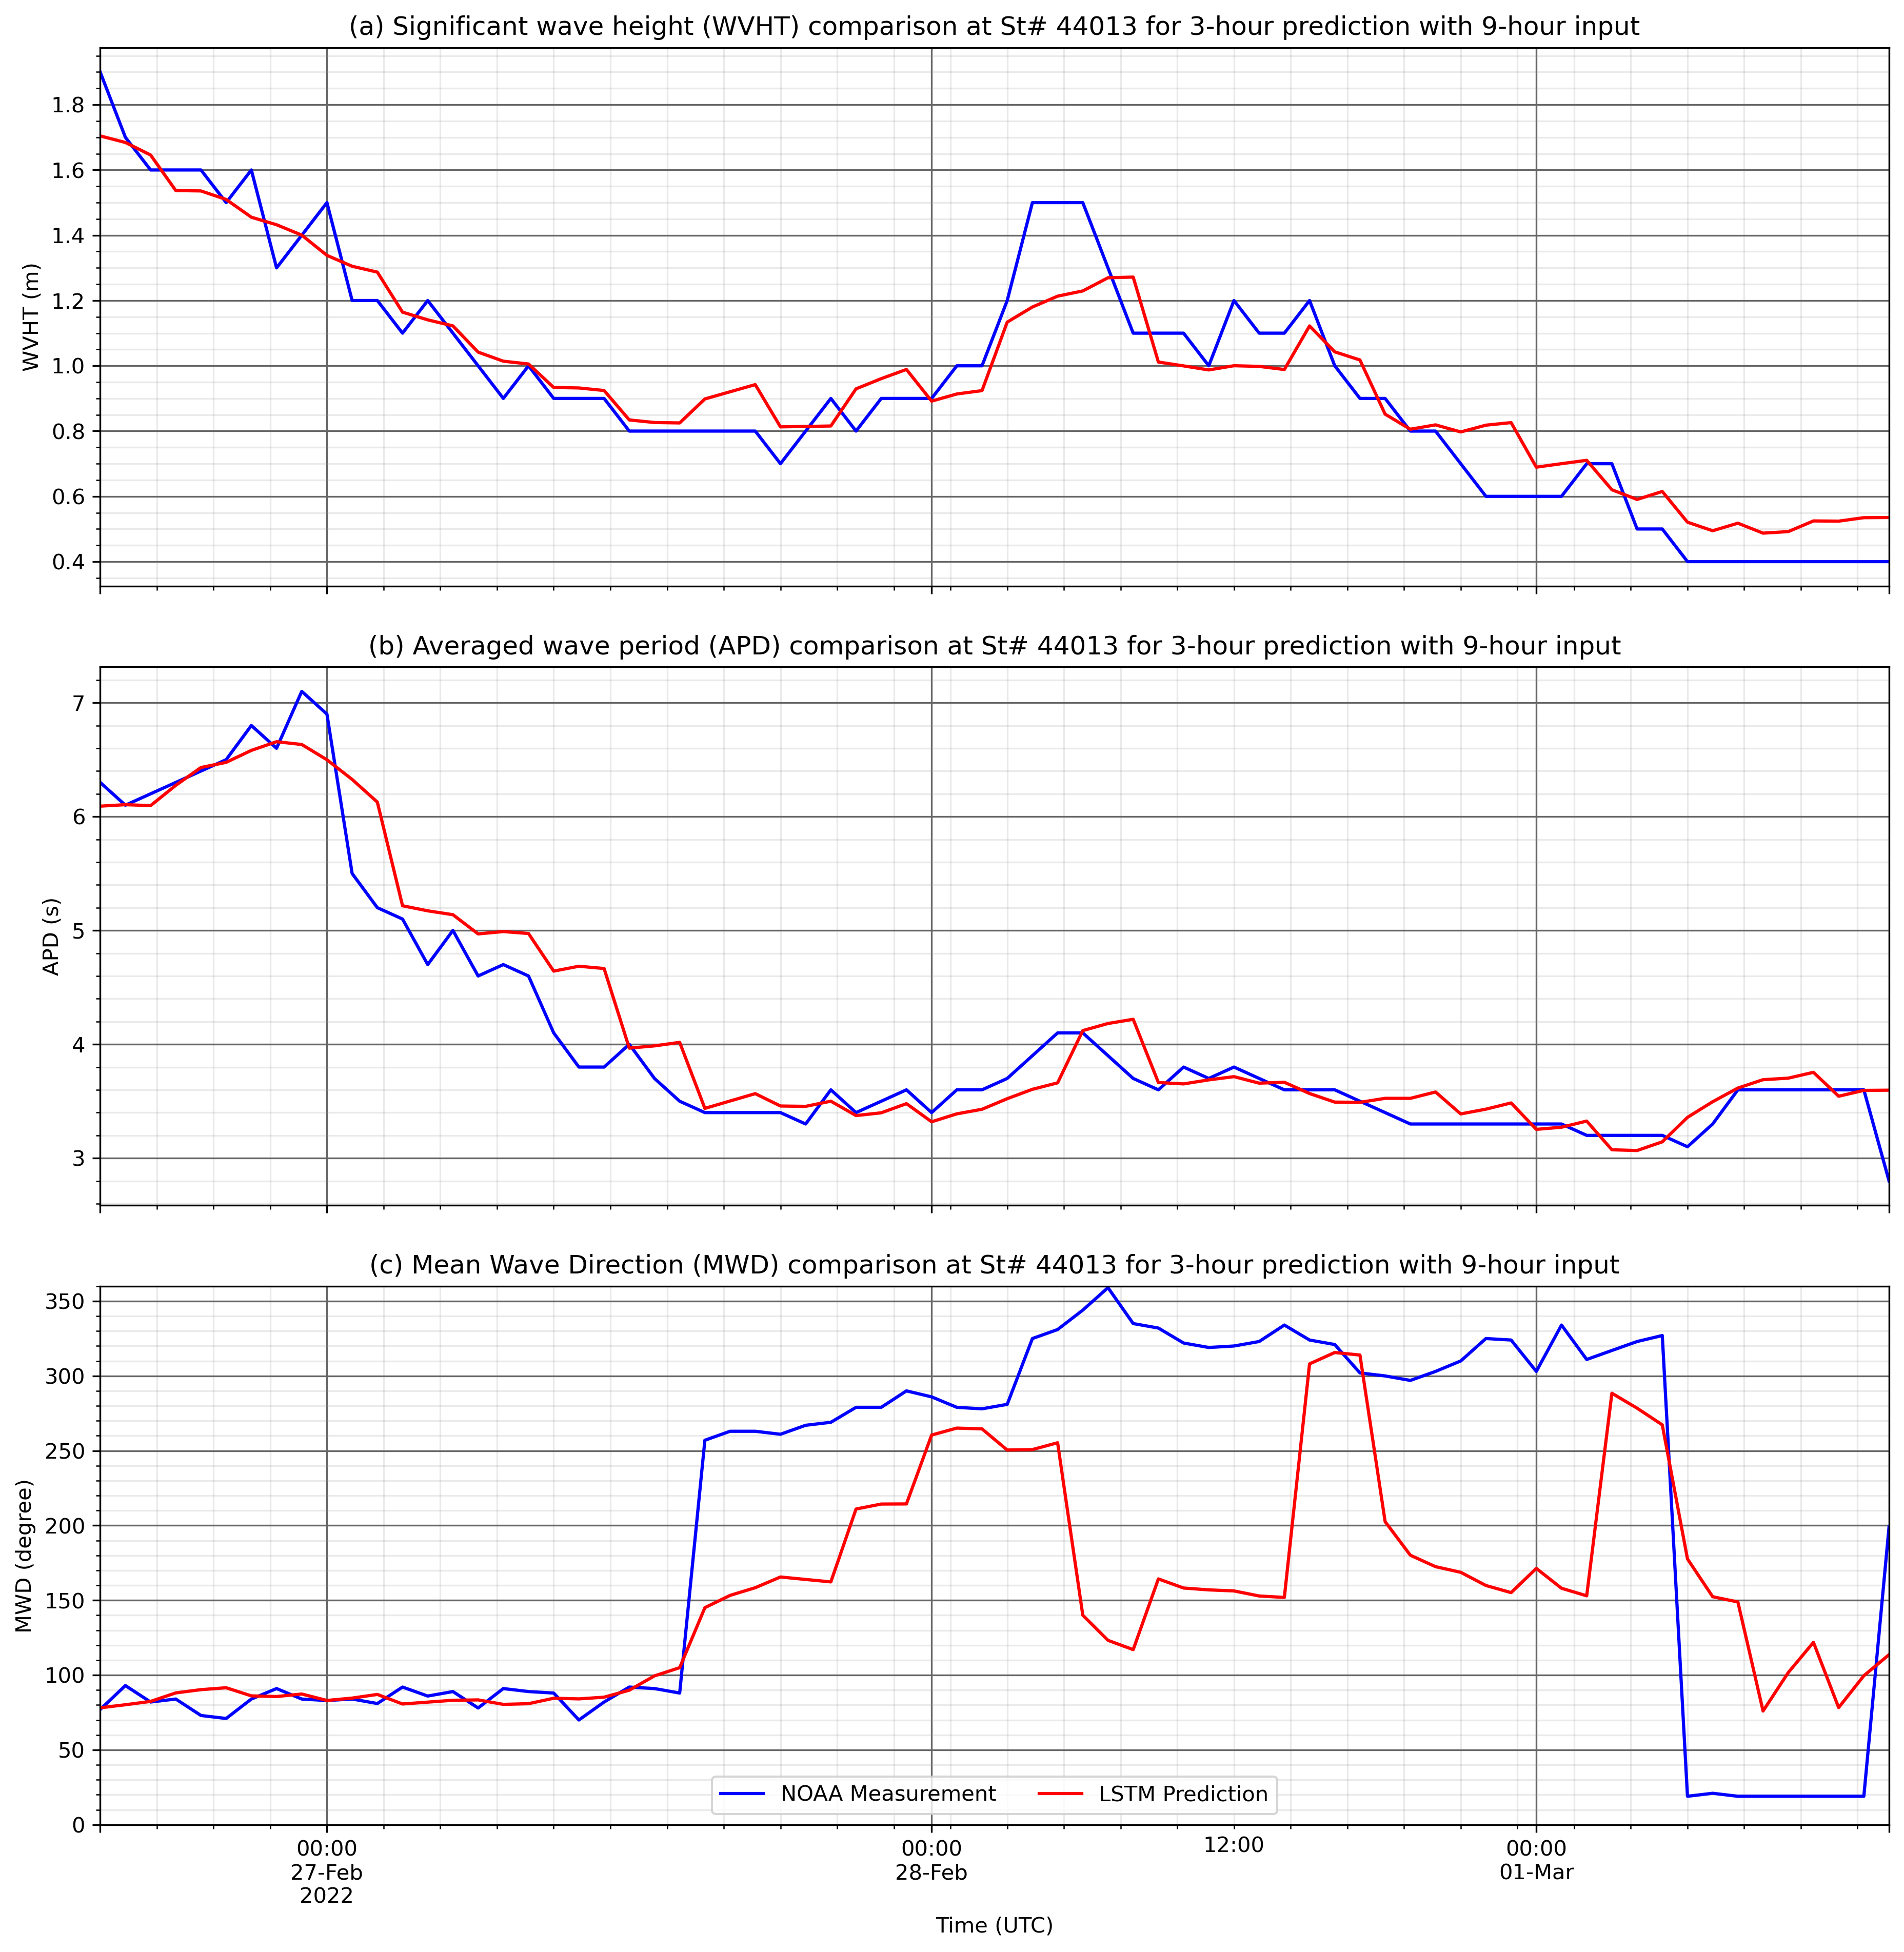 (a) Significant wave height (WVHT) comparison at St# 44013 for 3-hour prediction with 9-hour input
WVHT (m)
1.8
1.6
1.4
1.2
1.0
0.8
0.6
0.4
(b) Averaged wave period (APD) comparison at St# 44013 for 3-hour prediction with 9-hour input
APD (s)
7
6
5
4
3
(c) Mean Wave Direction (MWD) comparison at St# 44013 for 3-hour prediction with 9-hour input
MWD (degree)
350
300
250
200
150
100
50
0
NOAA Measurement LSTM Prediction
00:00 00:00 12:00 00:00
27-Feb 28-Feb 01-Mar
2022
Time (UTC)